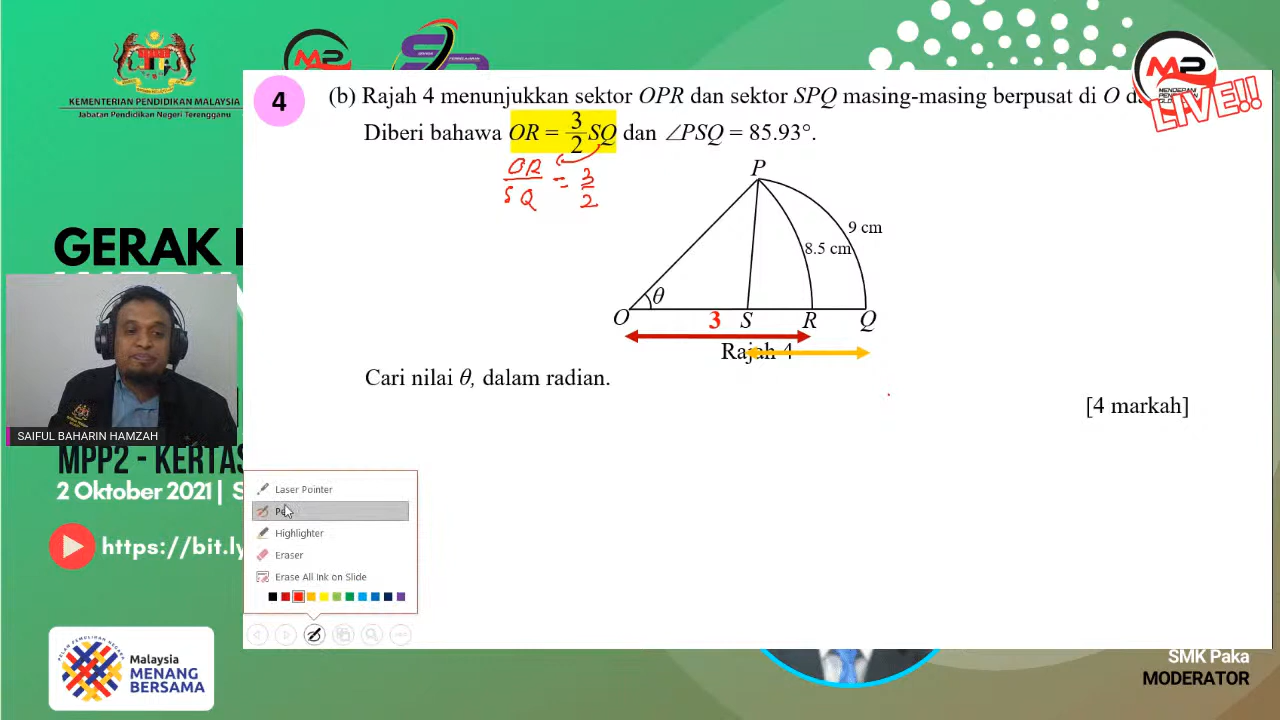 KEMENTERIAN PENDIDIKAN MALAYSIA
Jabatan Pendidikan Negeri Terengganu
MP
MP
LIVE!!
4
(b) Rajah 4 menunjukkan sektor OPR dan sektor SPQ masing-masing berpusat di O
Diberi bahawa OR = 3/2 SQ dan ∠PSQ = 85.93°.
OR/SQ = 3/2
P
9 cm
8.5 cm
θ
O 3 S R Q
Rajah 4
Cari nilai θ, dalam radian.
[4 markah]
GERAK
SAIFUL BAHARIN HAMZAH
MPP2 - KERTAS
2 Oktober 2021|
https://bit.ly
Laser Pointer
Pen
Highlighter
Eraser
Erase All Ink on Slide
Malaysia
MENANG
BERSAMA
SMK Paka
MODERATOR